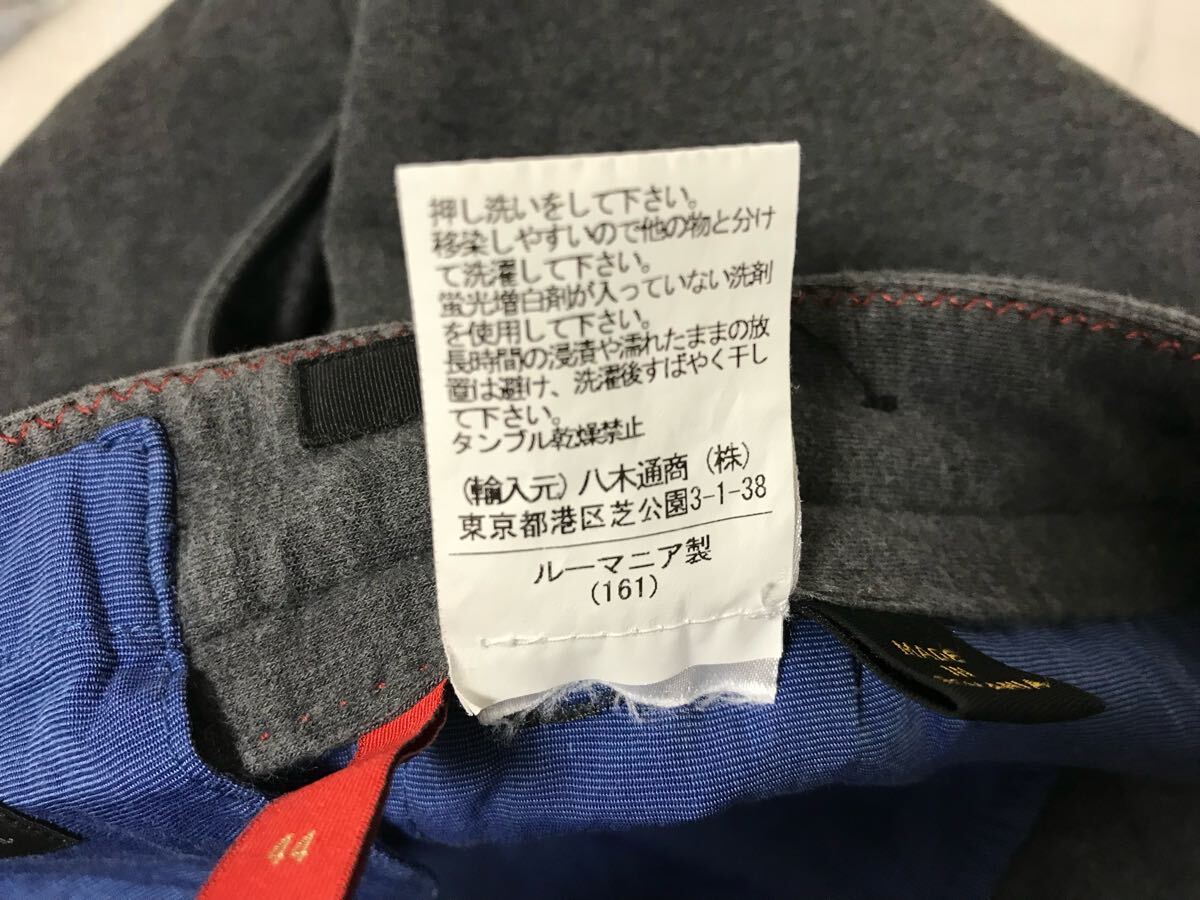 押し洗いをして下さい。
移染しやすいので他の物と分け
て洗濯して下さい。
蛍光増白剤が入っていない洗剤
を使用して下さい。
長時間の浸漬や濡れたままの放
置は避け、洗濯後すばやく干し
て下さい。
タンブル乾燥禁止
(輸入元) 八木通商 (株)
東京都港区芝公園3-1-38
ルーマニア製
(161)
MADE
IN
44